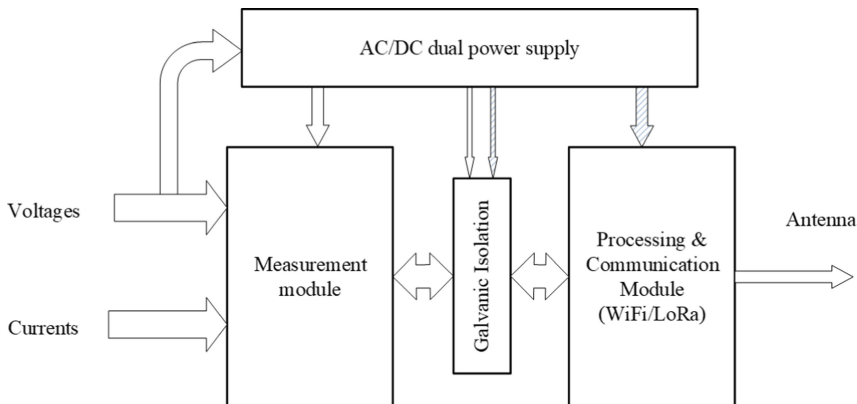 AC/DC dual power supply
Voltages
Currents
Measurement
module
Galvanic Isolation
Processing &
Communication
Module
(WiFi/LoRa)
Antenna